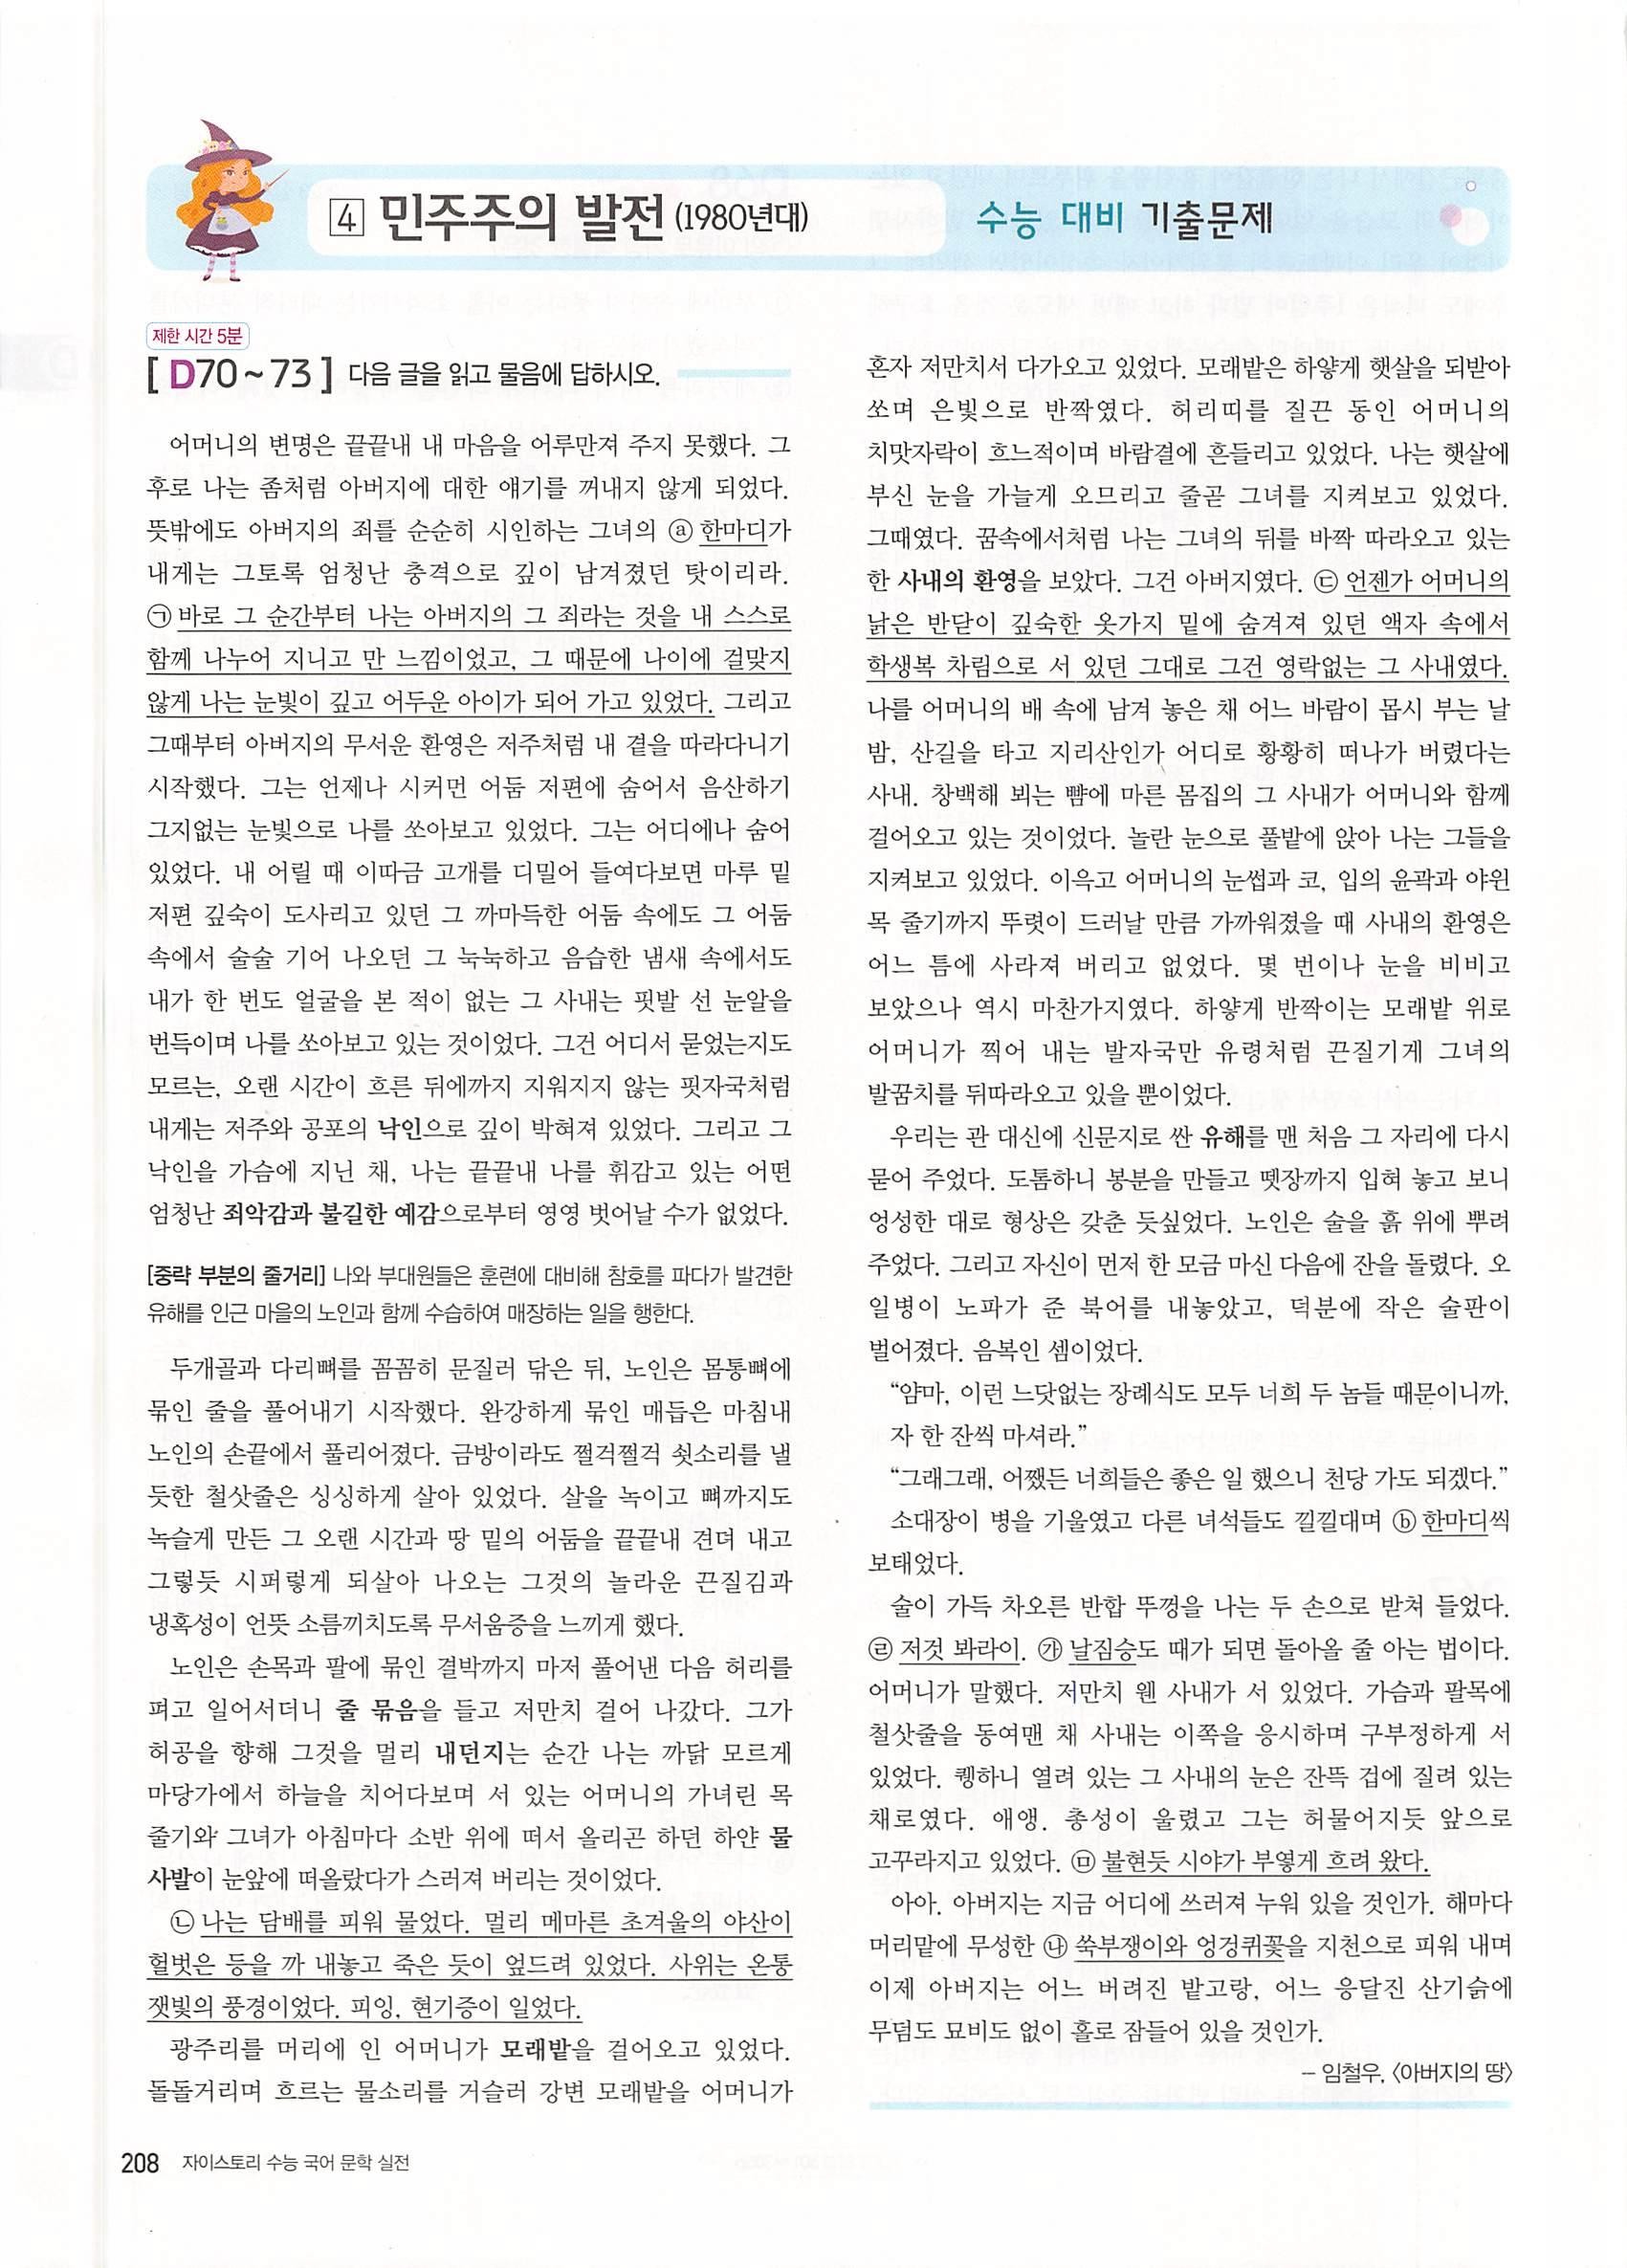 4 민주주의 발전 (1980년대) 수능 대비 기출문제
제한 시간 5분
[ D70 ~ 73 ] 다음 글을 읽고 물음에 답하시오.
어머니의 변명은 끝끝내 내 마음을 어루만져 주지 못했다. 그
후로 나는 좀처럼 아버지에 대한 얘기를 꺼내지 않게 되었다.
뜻밖에도 아버지의 죄를 순순히 시인하는 그녀의 ⓐ 한마디가
내게는 그토록 엄청난 충격으로 깊이 남겨졌던 탓이리라.
㉠ 바로 그 순간부터 나는 아버지의 그 죄라는 것을 내 스스로
함께 나누어 지니고 만 느낌이었고, 그 때문에 나이에 걸맞지
않게 나는 눈빛이 깊고 어두운 아이가 되어 가고 있었다. 그리고
그때부터 아버지의 무서운 환영은 저주처럼 내 곁을 따라다니기
시작했다. 그는 언제나 시커먼 어둠 저편에 숨어서 음산하기
그지없는 눈빛으로 나를 쏘아보고 있었다. 그는 어디에나 숨어
있었다. 내 어릴 때 이따금 고개를 디밀어 들여다보면 마루 밑
저편 깊숙이 도사리고 있던 그 까마득한 어둠 속에도 그 어둠
속에서 술술 기어 나오던 그 눅눅하고 음습한 냄새 속에서도
내가 한 번도 얼굴을 본 적이 없는 그 사내는 핏발 선 눈알을
번득이며 나를 쏘아보고 있는 것이었다. 그건 어디서 묻었는지도
모르는, 오랜 시간이 흐른 뒤에까지 지워지지 않는 핏자국처럼
내게는 저주와 공포의 낙인으로 깊이 박혀져 있었다. 그리고 그
낙인을 가슴에 지닌 채, 나는 끝끝내 나를 휘감고 있는 어떤
엄청난 죄악감과 불길한 예감으로부터 영영 벗어날 수가 없었다.
[중략 부분의 줄거리] 나와 부대원들은 훈련에 대비해 참호를 파다가 발견한
유해를 인근 마을의 노인과 함께 수습하여 매장하는 일을 행한다.
두개골과 다리뼈를 꼼꼼히 문질러 닦은 뒤, 노인은 몸통뼈에
묶인 줄을 풀어내기 시작했다. 완강하게 묶인 매듭은 마침내
노인의 손끝에서 풀리어졌다. 금방이라도 쩔걱쩔걱 쇳소리를 낼
듯한 철삿줄은 싱싱하게 살아 있었다. 살을 녹이고 뼈까지도
녹슬게 만든 그 오랜 시간과 땅 밑의 어둠을 끝끝내 견뎌 내고
그렇듯 시퍼렇게 되살아 나오는 그것의 놀라운 끈질김과
냉혹성이 언뜻 소름끼치도록 무서움증을 느끼게 했다.
노인은 손목과 팔에 묶인 결박까지 마저 풀어낸 다음 허리를
펴고 일어서더니 줄 묶음을 들고 저만치 걸어 나갔다. 그가
허공을 향해 그것을 멀리 내던지는 순간 나는 까닭 모르게
마당가에서 하늘을 치어다보며 서 있는 어머니의 가녀린 목
줄기와 그녀가 아침마다 소반 위에 떠서 올리곤 하던 하얀 물
사발이 눈앞에 떠올랐다가 스러져 버리는 것이었다.
㉡ 나는 담배를 피워 물었다. 멀리 메마른 초겨울의 야산이
헐벗은 등을 까 내놓고 죽은 듯이 엎드려 있었다. 사위는 온통
잿빛의 풍경이었다. 피잉, 현기증이 일었다.
광주리를 머리에 인 어머니가 모래밭을 걸어오고 있었다.
돌돌거리며 흐르는 물소리를 거슬러 강변 모래밭을 어머니가
혼자 저만치서 다가오고 있었다. 모래밭은 하얗게 햇살을 되받아
쏘며 은빛으로 반짝였다. 허리띠를 질끈 동인 어머니의
치맛자락이 흐느적이며 바람결에 흔들리고 있었다. 나는 햇살에
부신 눈을 가늘게 오므리고 줄곧 그녀를 지켜보고 있었다.
그때였다. 꿈속에서처럼 나는 그녀의 뒤를 바짝 따라오고 있는
한 사내의 환영을 보았다. 그건 아버지였다. ㉢ 언젠가 어머니의
낡은 반닫이 깊숙한 옷가지 밑에 숨겨져 있던 액자 속에서
학생복 차림으로 서 있던 그대로 그건 영락없는 그 사내였다.
나를 어머니의 배 속에 남겨 놓은 채 어느 바람이 몹시 부는 날
밤, 산길을 타고 지리산인가 어디로 황황히 떠나가 버렸다는
사내. 창백해 뵈는 뺨에 마른 몸집의 그 사내가 어머니와 함께
걸어오고 있는 것이었다. 놀란 눈으로 풀밭에 앉아 나는 그들을
지켜보고 있었다. 이윽고 어머니의 눈썹과 코, 입의 윤곽과 야윈
목 줄기까지 뚜렷이 드러날 만큼 가까워졌을 때 사내의 환영은
어느 틈에 사라져 버리고 없었다. 몇 번이나 눈을 비비고
보았으나 역시 마찬가지였다. 하얗게 반짝이는 모래밭 위로
어머니가 찍어 내는 발자국만 유령처럼 끈질기게 그녀의
발꿈치를 뒤따라오고 있을 뿐이었다.
우리는 관 대신에 신문지로 싼 유해를 맨 처음 그 자리에 다시
묻어 주었다. 도톰하니 봉분을 만들고 뗏장까지 입혀 놓고 보니
엉성한 대로 형상은 갖춘 듯싶었다. 노인은 술을 흙 위에 뿌려
주었다. 그리고 자신이 먼저 한 모금 마신 다음에 잔을 돌렸다. 오
일병이 노파가 준 북어를 내놓았고, 덕분에 작은 술판이
벌어졌다. 음복인 셈이었다.
“얌마, 이런 느닷없는 장례식도 모두 너희 두 놈들 때문이니까,
자 한 잔씩 마셔라.”
“그래그래, 어쨌든 너희들은 좋은 일 했으니 천당 가도 되겠다.”
소대장이 병을 기울였고 다른 녀석들도 낄낄대며 ⓑ 한마디씩
보태었다.
술이 가득 차오른 반합 뚜껑을 나는 두 손으로 받쳐 들었다.
㉣ 저것 봐라이. ㉮ 날짐승도 때가 되면 돌아올 줄 아는 법이다.
어머니가 말했다. 저만치 웬 사내가 서 있었다. 가슴과 팔목에
철삿줄을 동여맨 채 사내는 이쪽을 응시하며 구부정하게 서
있었다. 퀭하니 열려 있는 그 사내의 눈은 잔뜩 겁에 질려 있는
채로였다. 애앵. 총성이 울렸고 그는 허물어지듯 앞으로
고꾸라지고 있었다. ㉤ 불현듯 시야가 부옇게 흐려 왔다.
아아. 아버지는 지금 어디에 쓰러져 누워 있을 것인가. 해마다
머리맡에 무성한 ㉯ 쑥부쟁이와 엉겅퀴꽃을 지천으로 피워 내며
이제 아버지는 어느 버려진 밭고랑, 어느 응달진 산기슭에
무덤도 묘비도 없이 홀로 잠들어 있을 것인가.
- 임철우, 〈아버지의 땅〉
208 자이스토리 수능 국어 문학 실전